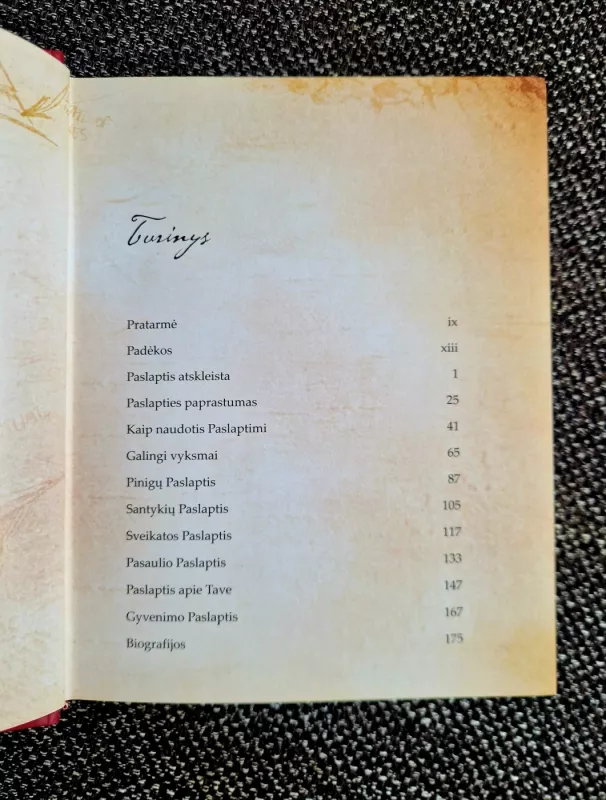 Turinys
Pratarmė ix
Padėkos xiii
Paslaptis atskleista 1
Paslapties paprastumas 25
Kaip naudotis Paslaptimi 41
Galingi vyksmai 65
Pinigų Paslaptis 87
Santykių Paslaptis 105
Sveikatos Paslaptis 117
Pasaulio Paslaptis 133
Paslaptis apie Tave 147
Gyvenimo Paslaptis 167
Biografijos 175